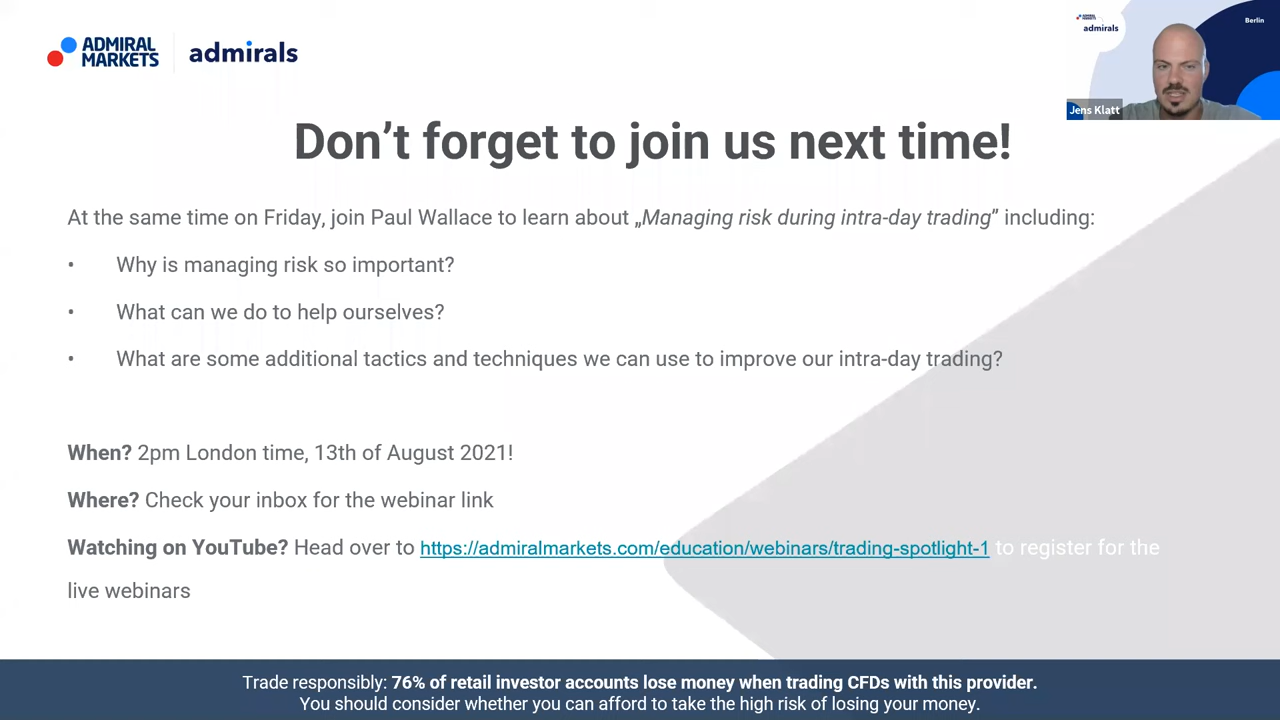 ADMIRAL
MARKETS
admirals
ADMIRAL
MARKETS
admirals
Berlin
Jens Klatt
Don’t forget to join us next time!
At the same time on Friday, join Paul Wallace to learn about „Managing risk during intra-day trading” including:
• Why is managing risk so important?
• What can we do to help ourselves?
• What are some additional tactics and techniques we can use to improve our intra-day trading?
When? 2pm London time, 13th of August 2021!
Where? Check your inbox for the webinar link
Watching on YouTube? Head over to https://admiralmarkets.com/education/webinars/trading-spotlight-1 to register for the
live webinars
Trade responsibly: 76% of retail investor accounts lose money when trading CFDs with this provider.
You should consider whether you can afford to take the high risk of losing your money.